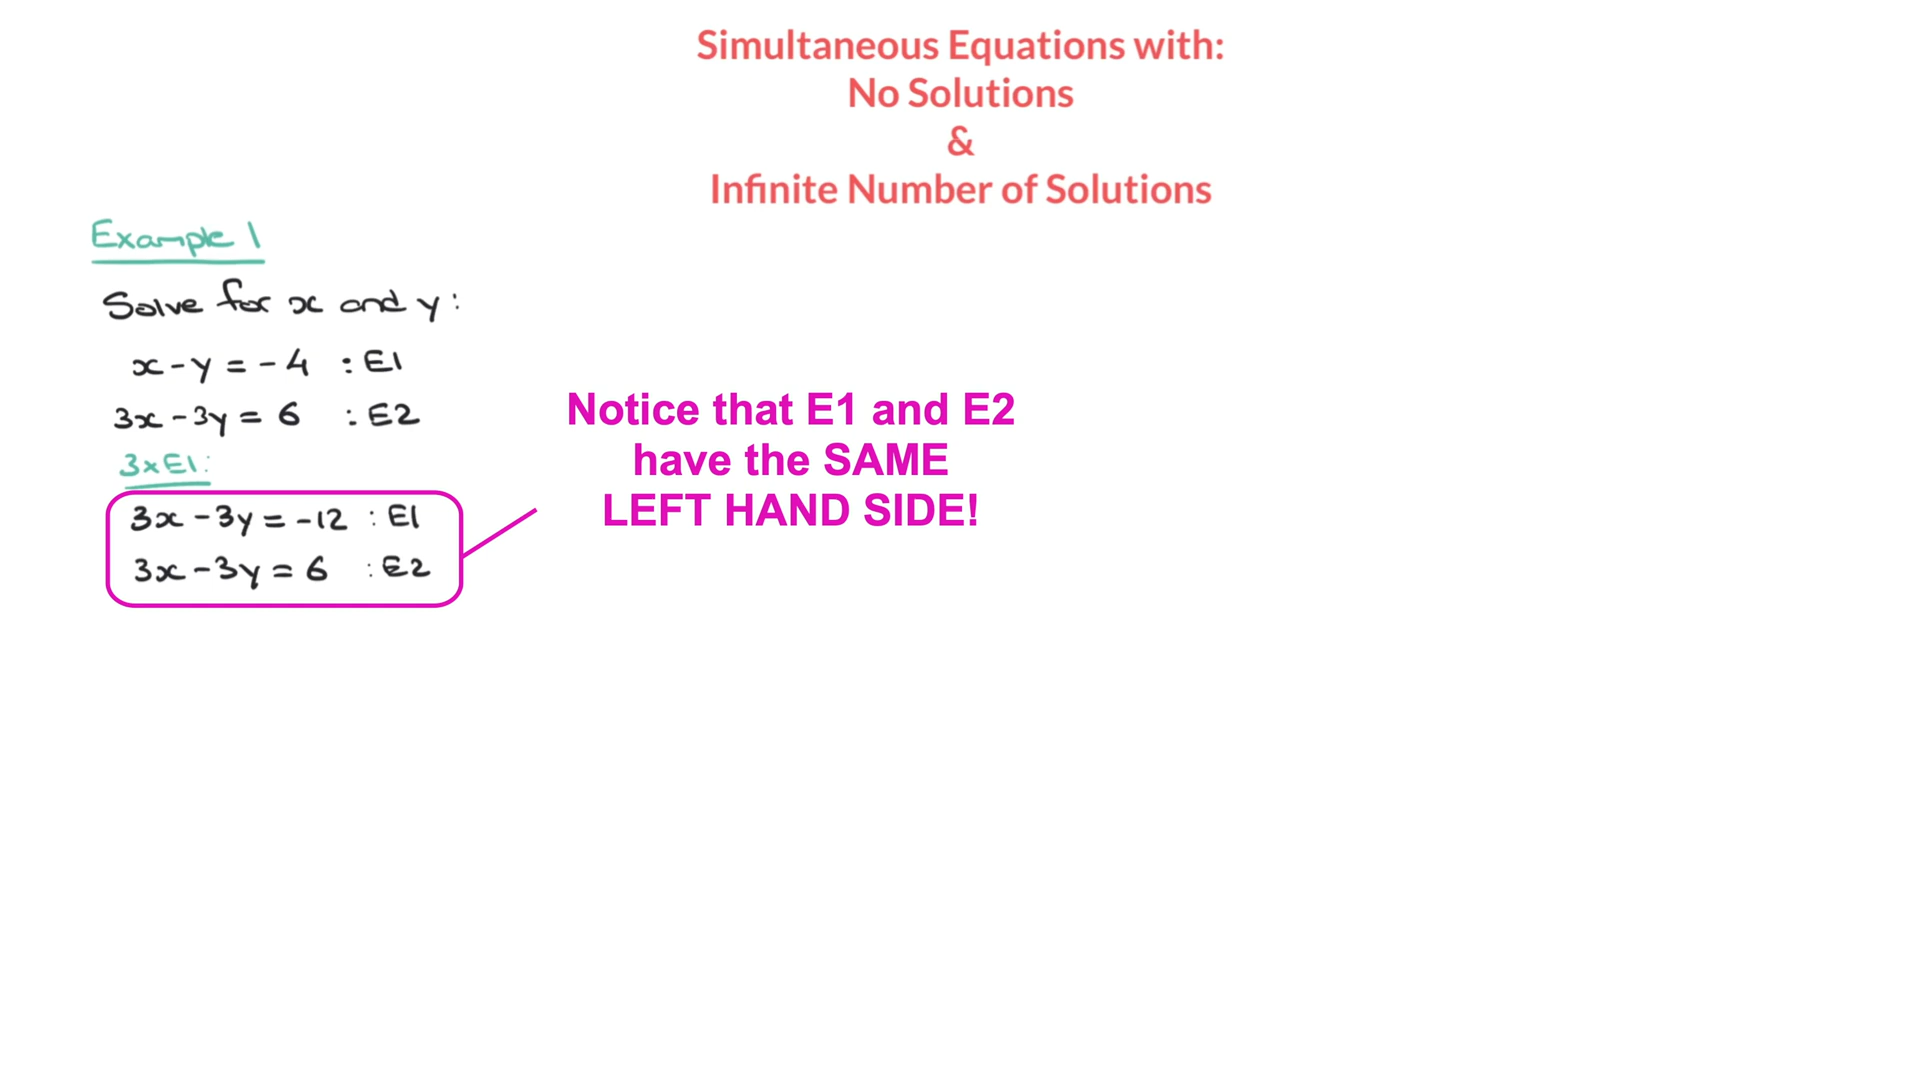 Simultaneous Equations with:
No Solutions
&
Infinite Number of Solutions
Example 1
Solve for x and y:
x - y = - 4 : E1
3x - 3y = 6 : E2
3xE1:
3x - 3y = -12 : E1
3x - 3y = 6 : E2
Notice that E1 and E2
have the SAME
LEFT HAND SIDE!